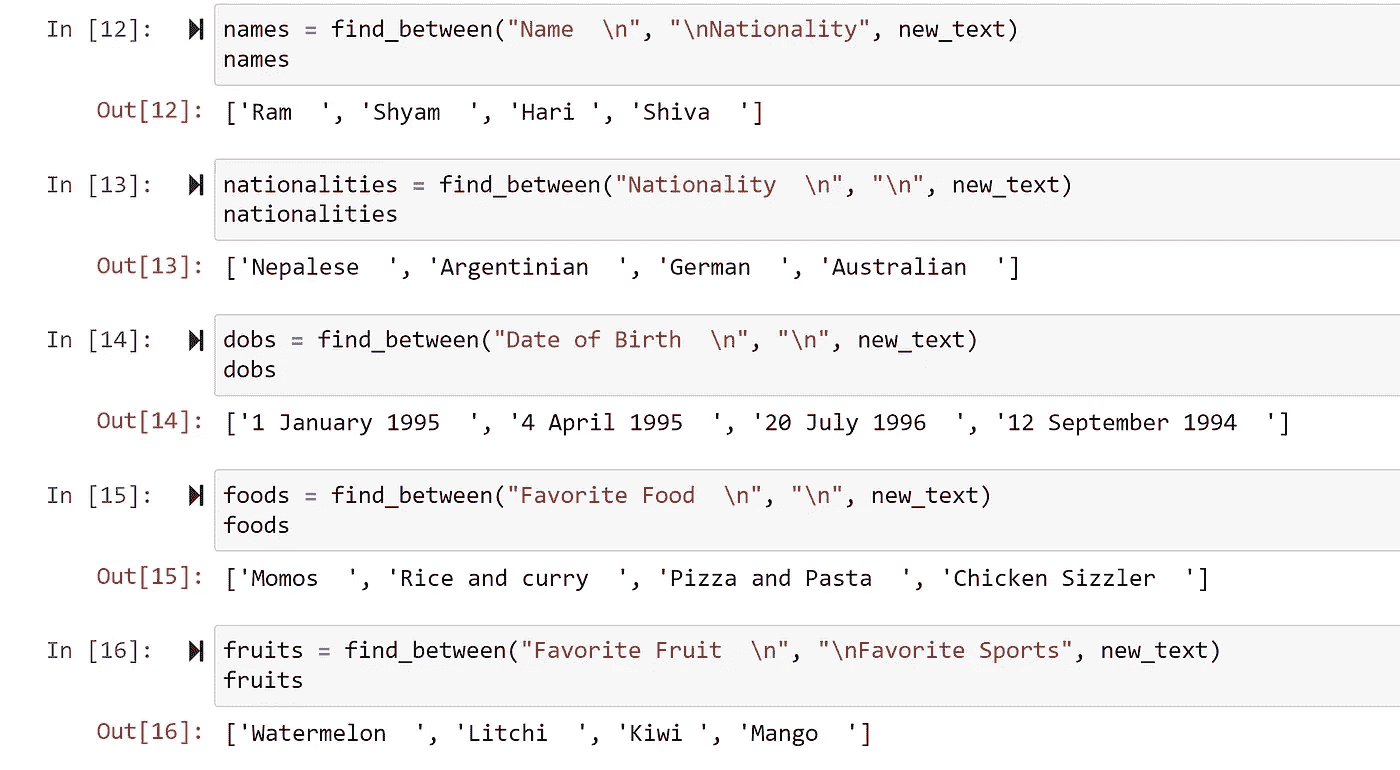 In [12]: names = find_between("Name  \n", "\nNationality", new_text)
names
Out[12]: ['Ram  ', 'Shyam  ', 'Hari ', 'Shiva  ']
In [13]: nationalities = find_between("Nationality  \n", "\n", new_text)
nationalities
Out[13]: ['Nepalese  ', 'Argentinian  ', 'German  ', 'Australian  ']
In [14]: dobs = find_between("Date of Birth  \n", "\n", new_text)
dobs
Out[14]: ['1 January 1995  ', '4 April 1995  ', '20 July 1996  ', '12 September 1994  ']
In [15]: foods = find_between("Favorite Food  \n", "\n", new_text)
foods
Out[15]: ['Momos  ', 'Rice and curry  ', 'Pizza and Pasta  ', 'Chicken Sizzler  ']
In [16]: fruits = find_between("Favorite Fruit  \n", "\nFavorite Sports", new_text)
fruits
Out[16]: ['Watermelon  ', 'Litchi  ', 'Kiwi ', 'Mango  ']